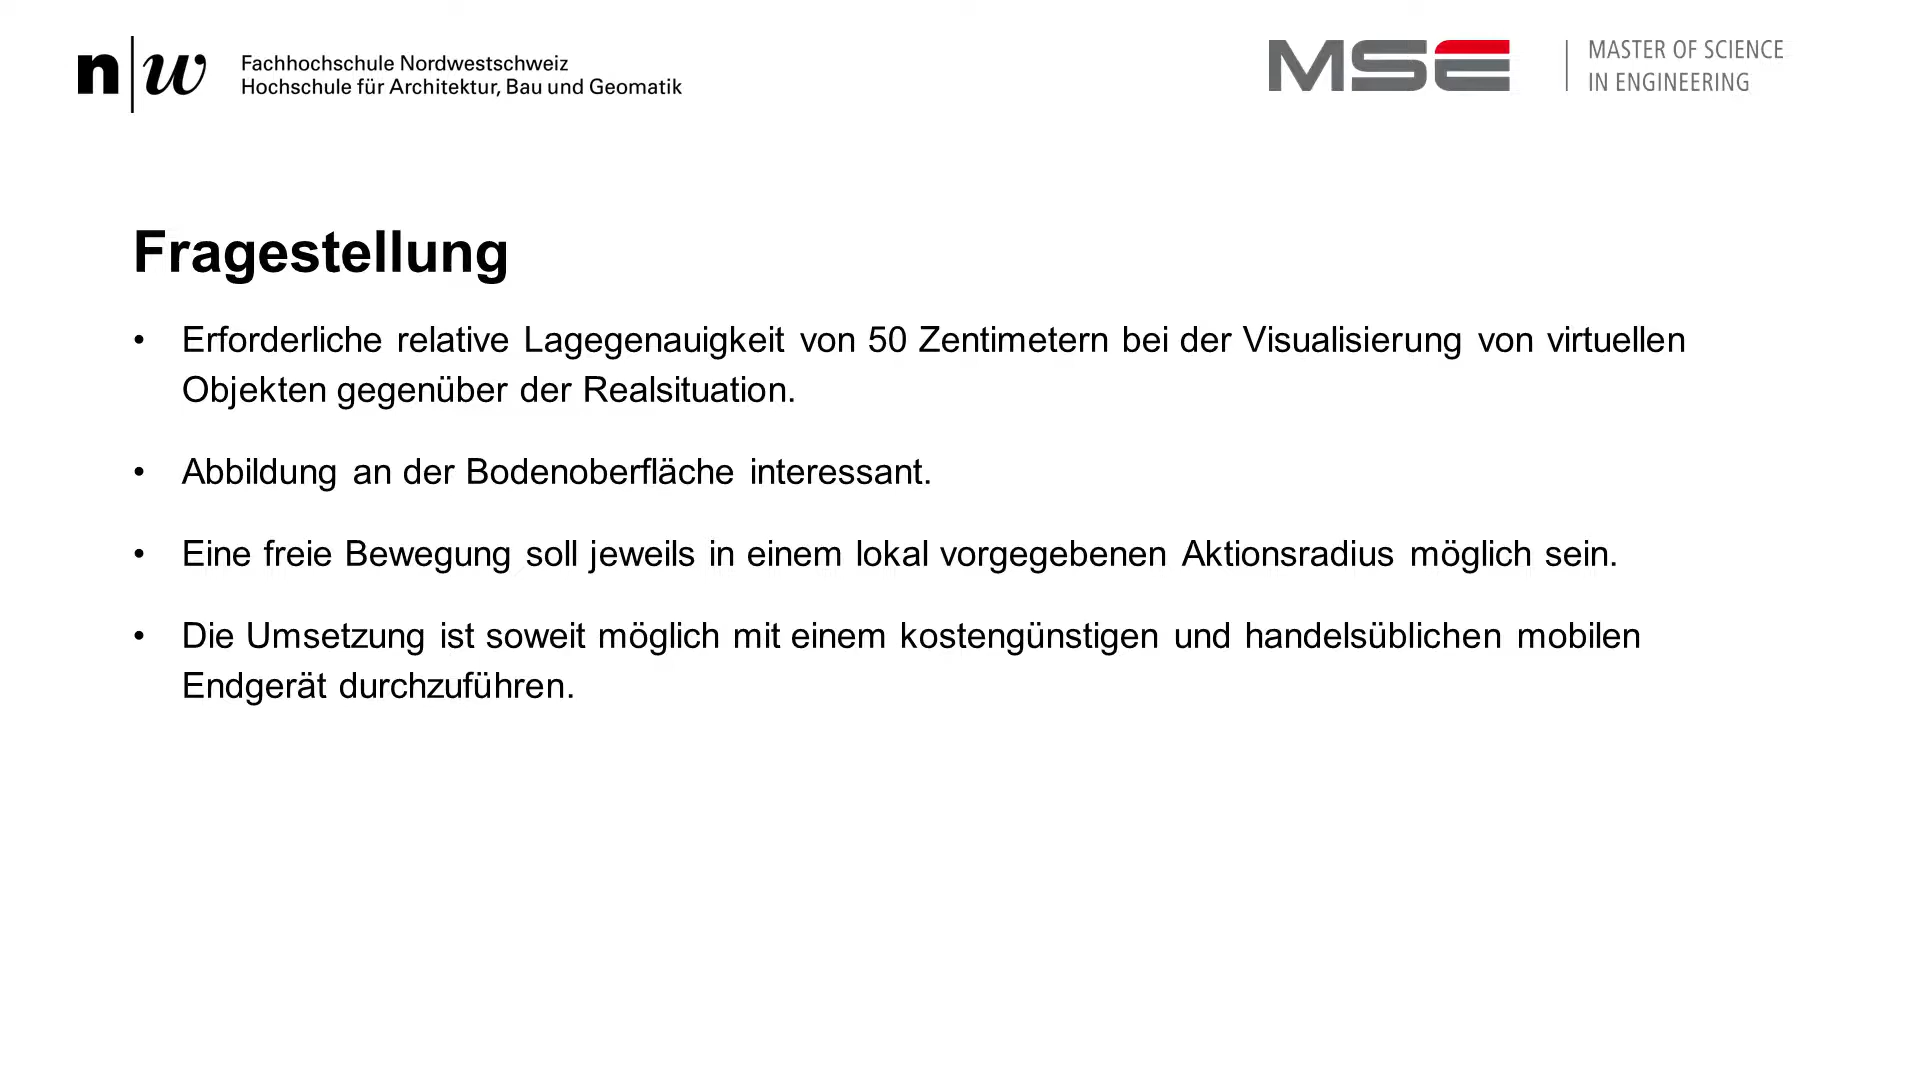 n|w
Fachhochschule Nordwestschweiz
Hochschule für Architektur, Bau und Geomatik
MSE
MASTER OF SCIENCE
IN ENGINEERING
Fragestellung
• Erforderliche relative Lagegenauigkeit von 50 Zentimetern bei der Visualisierung von virtuellen
Objekten gegenüber der Realsituation.
• Abbildung an der Bodenoberfläche interessant.
• Eine freie Bewegung soll jeweils in einem lokal vorgegebenen Aktionsradius möglich sein.
• Die Umsetzung ist soweit möglich mit einem kostengünstigen und handelsüblichen mobilen
Endgerät durchzuführen.